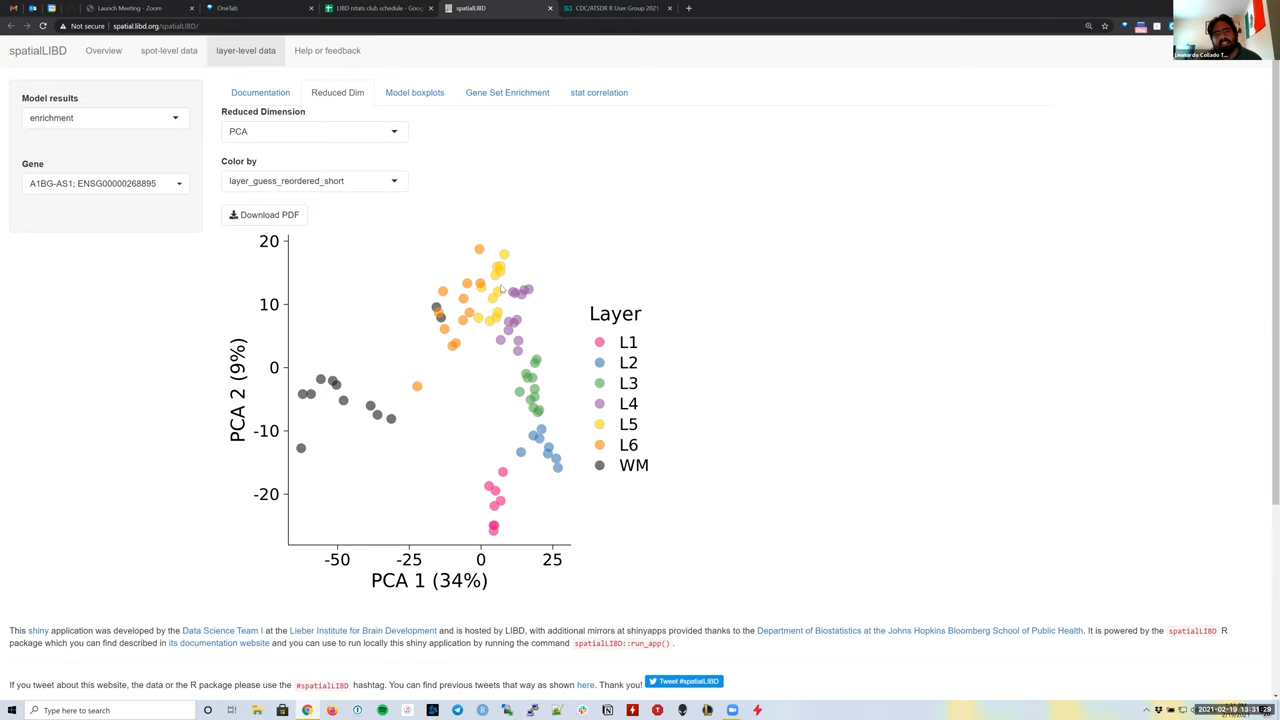 Launch Meeting - Zoom
OneTab
LIBD rstats club schedule - Goo
spatialLIBD
CDC/ATSDR R User Group 2021
Not secure | spatial.libd.org/spatialLIBD/
Leonardo Collado T...
spatialLIBD
Overview
spot-level data
layer-level data
Help or feedback
Model results
enrichment
Gene
A1BG-AS1; ENSG00000268895
Documentation
Reduced Dim
Model boxplots
Gene Set Enrichment
stat correlation
Reduced Dimension
PCA
Color by
layer_guess_reordered_short
Download PDF
20
10
0
-10
-20
PCA 2 (9%)
-50
-25
0
25
PCA 1 (34%)
Layer
L1
L2
L3
L4
L5
L6
WM
This shiny application was developed by the Data Science Team I at the Lieber Institute for Brain Development and is hosted by LIBD, with additional mirrors at shinyapps provided thanks to the Department of Biostatistics at the Johns Hopkins Bloomberg School of Public Health. It is powered by the spatialLIBD R
package which you can find described in its documentation website and you can use to run locally this shiny application by running the command spatialLIBD::run_app() .
If you tweet about this website, the data or the R package please use the #spatialLIBD hashtag. You can find previous tweets that way as shown here. Thank you!
Tweet #spatialLIBD
Type here to search
2021-02-19 13:31:29